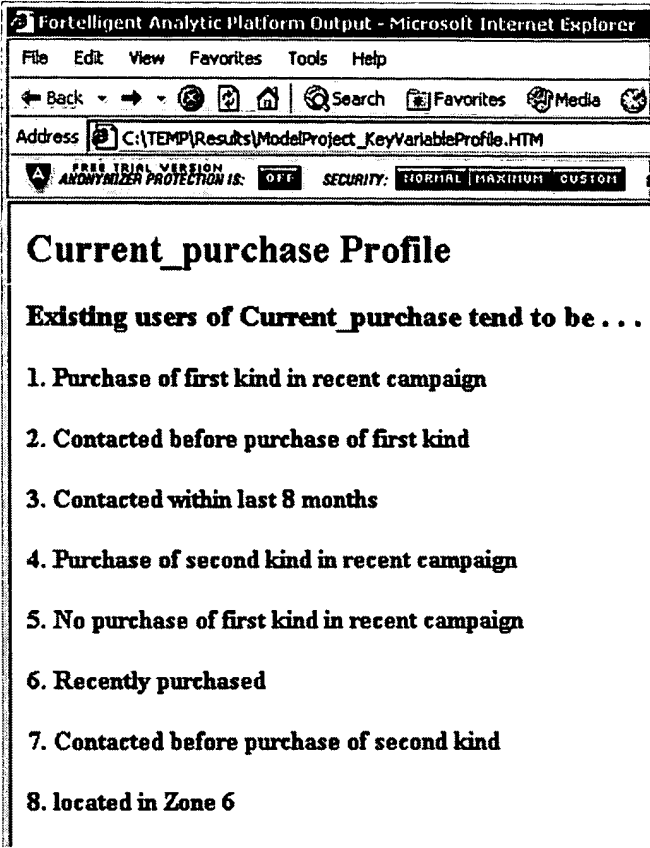 Fortelligent Analytic Platform Output - Microsoft Internet Explorer
File Edit View Favorites Tools Help
Back Search Favorites Media
Address C:\TEMP\Results\ModelProject_KeyVariableProfile.HTM
FREE TRIAL VERSION
ANONYMIZER PROTECTION IS: OFF SECURITY: NORMAL MAXIMUM CUSTOM
Current_purchase Profile
Existing users of Current_purchase tend to be . . .
1. Purchase of first kind in recent campaign
2. Contacted before purchase of first kind
3. Contacted within last 8 months
4. Purchase of second kind in recent campaign
5. No purchase of first kind in recent campaign
6. Recently purchased
7. Contacted before purchase of second kind
8. located in Zone 6